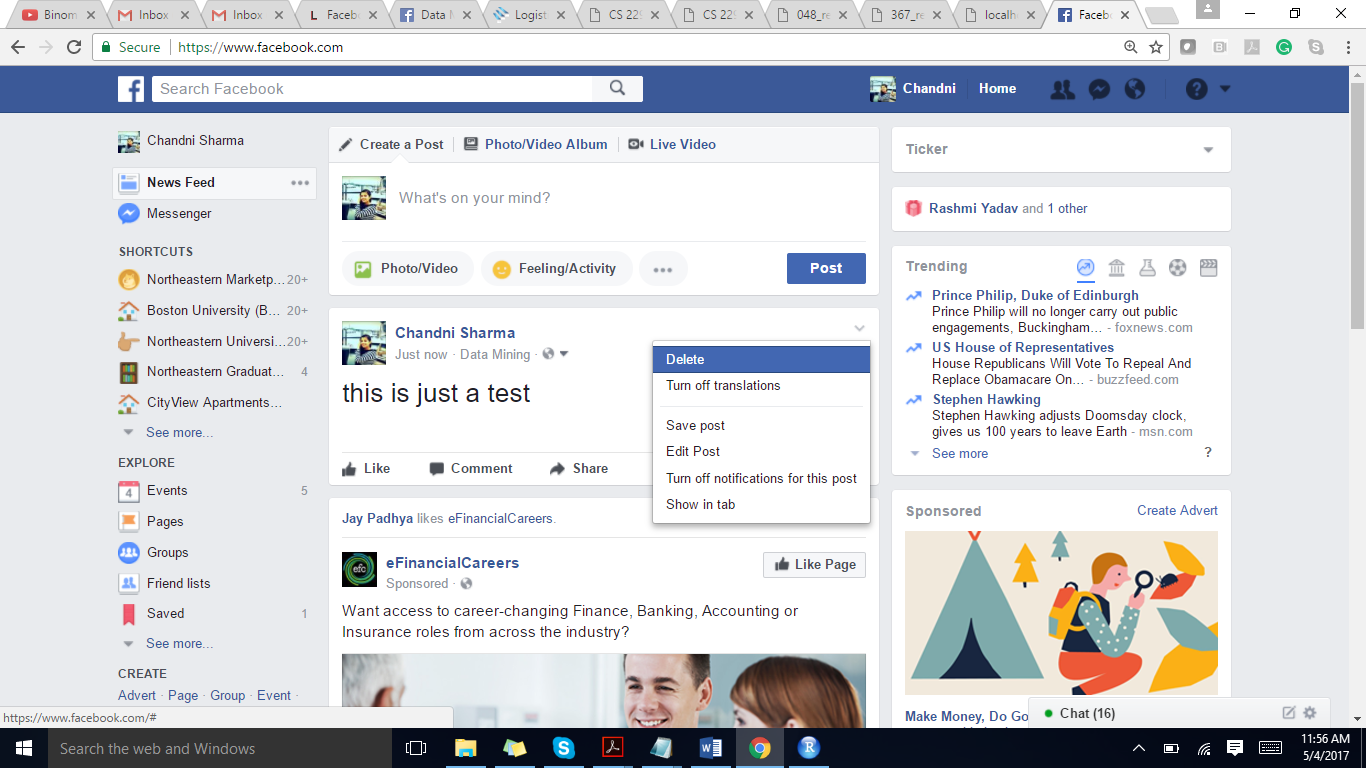 Binom
Inbox
Inbox
L Faceb
Data M
Logist
CS 225
CS 22
048_re
367_re
localh
Faceb
Secure https://www.facebook.com
Search Facebook
Chandni Home
Chandni Sharma
News Feed
Messenger
SHORTCUTS
Northeastern Marketp... 20+
Boston University (B... 20+
Northeastern Universi... 20+
Northeastern Graduat... 4
CityView Apartments...
See more...
EXPLORE
Events 5
Pages
Groups
Friend lists
Saved 1
See more...
CREATE
Advert · Page · Group · Event ·
https://www.facebook.com/#
Create a Post Photo/Video Album Live Video
What's on your mind?
Photo/Video Feeling/Activity Post
Chandni Sharma
Just now · Data Mining ·
this is just a test
Like Comment Share
Delete
Turn off translations
Save post
Edit Post
Turn off notifications for this post
Show in tab
Jay Padhya likes eFinancialCareers.
efc
eFinancialCareers
Sponsored ·
Like Page
Want access to career-changing Finance, Banking, Accounting or
Insurance roles from across the industry?
Ticker
Rashmi Yadav and 1 other
Trending
Prince Philip, Duke of Edinburgh
Prince Philip will no longer carry out public
engagements, Buckingham... - foxnews.com
US House of Representatives
House Republicans Will Vote To Repeal And
Replace Obamacare On... - buzzfeed.com
Stephen Hawking
Stephen Hawking adjusts Doomsday clock,
gives us 100 years to leave Earth - msn.com
See more ?
Sponsored Create Advert
Make Money, Do Go
Chat (16)
Search the web and Windows
11:56 AM
5/4/2017